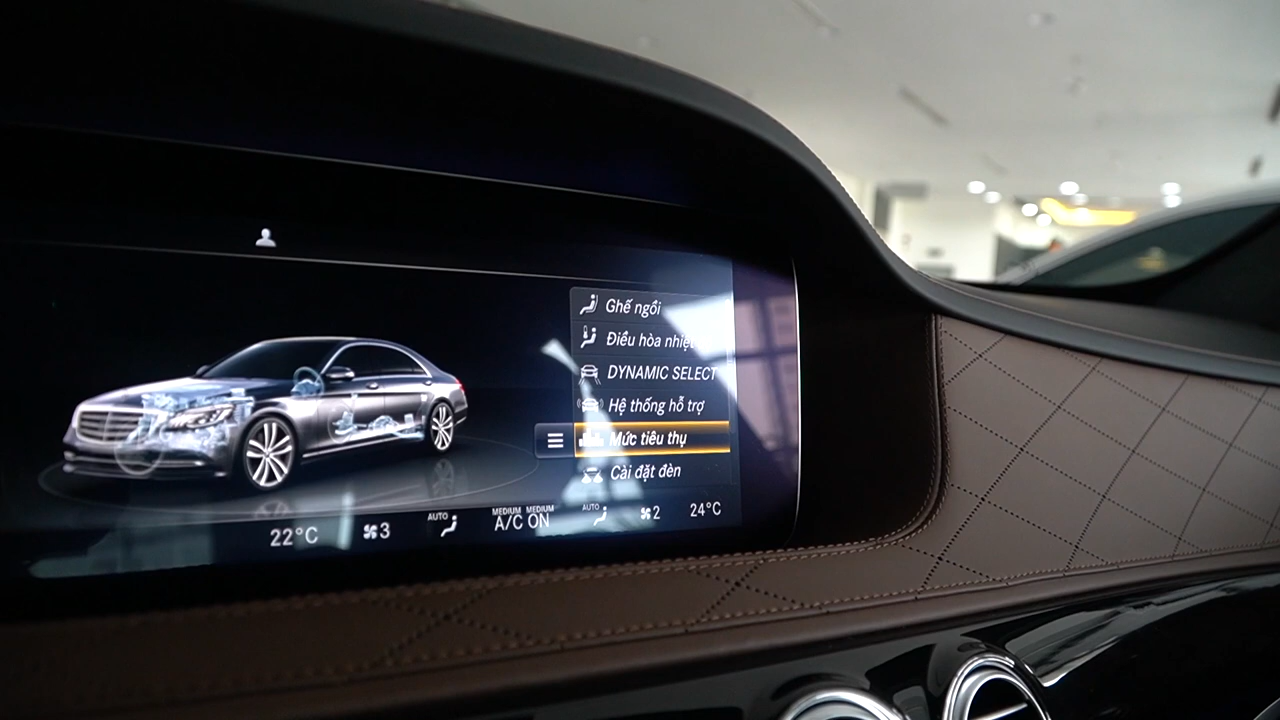 Ghế ngồi
Điều hòa nhiệt
DYNAMIC SELECT
Hệ thống hỗ trợ
Mức tiêu thụ
Cài đặt đèn
22°C
3
AUTO
MEDIUM MEDIUM
A/C ON
AUTO
2
24°C